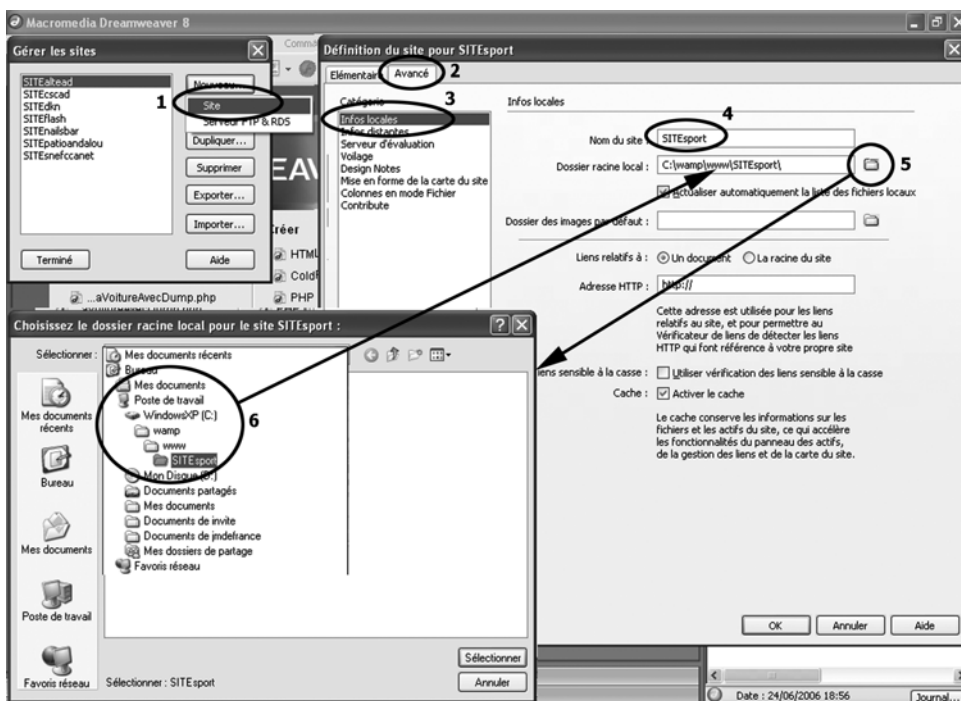 Macromedia Dreamweaver 8
Gérer les sites
SITEaltead
SITEcscad
SITEdkn
SITEflash
SITEnailsbar
SITEpatioandalou
SITEsnefccanet
Nouveau...
1
Site
Serveur FTP & RDS
Dupliquer...
Supprimer
Exporter...
Importer...
Terminé
Aide
Comma
EAV
Créer
HTML
ColdF
PHP
...aVoitureAvecDump.php
Définition du site pour SITEsport
Elémentaire
Avancé
2
Catégorie
3
Infos locales
Infos distantes
Serveur d'évaluation
Voilage
Design Notes
Mise en forme de la carte du site
Colonnes en mode Fichier
Contribute
Infos locales
4
Nom du site : SITEsport
Dossier racine local : C:\wamp\www\SITEsport\
5
Actualiser automatiquement la liste des fichiers locaux
Dossier des images par défaut :
Liens relatifs à : Un document La racine du site
Adresse HTTP : http://
Cette adresse est utilisée pour les liens
relatifs au site, et pour permettre au
Vérificateur de liens de détecter les liens
HTTP qui font référence à votre propre site
iens sensible à la casse : Utiliser vérification des liens sensible à la casse
Cache : Activer le cache
Le cache conserve les informations sur les
fichiers et les actifs du site, ce qui accélère
les fonctionnalités du panneau des actifs,
de la gestion des liens et de la carte du site.
OK
Annuler
Aide
Choisissez le dossier racine local pour le site SITEsport :
Sélectionner :
Mes documents récents
Bureau
Mes documents
Poste de travail
WindowsXP (C:)
6
wamp
www
SITEsport
Mon Disque (D:)
Documents partagés
Mes documents
Documents de invite
Documents de jmdefrance
Mes dossiers de partage
Favoris réseau
Mes documents
récents
Bureau
Mes documents
Poste de travail
Favoris réseau
Sélectionner : SITEsport
Sélectionner
Annuler
Date : 24/06/2006 18:56
Journal...